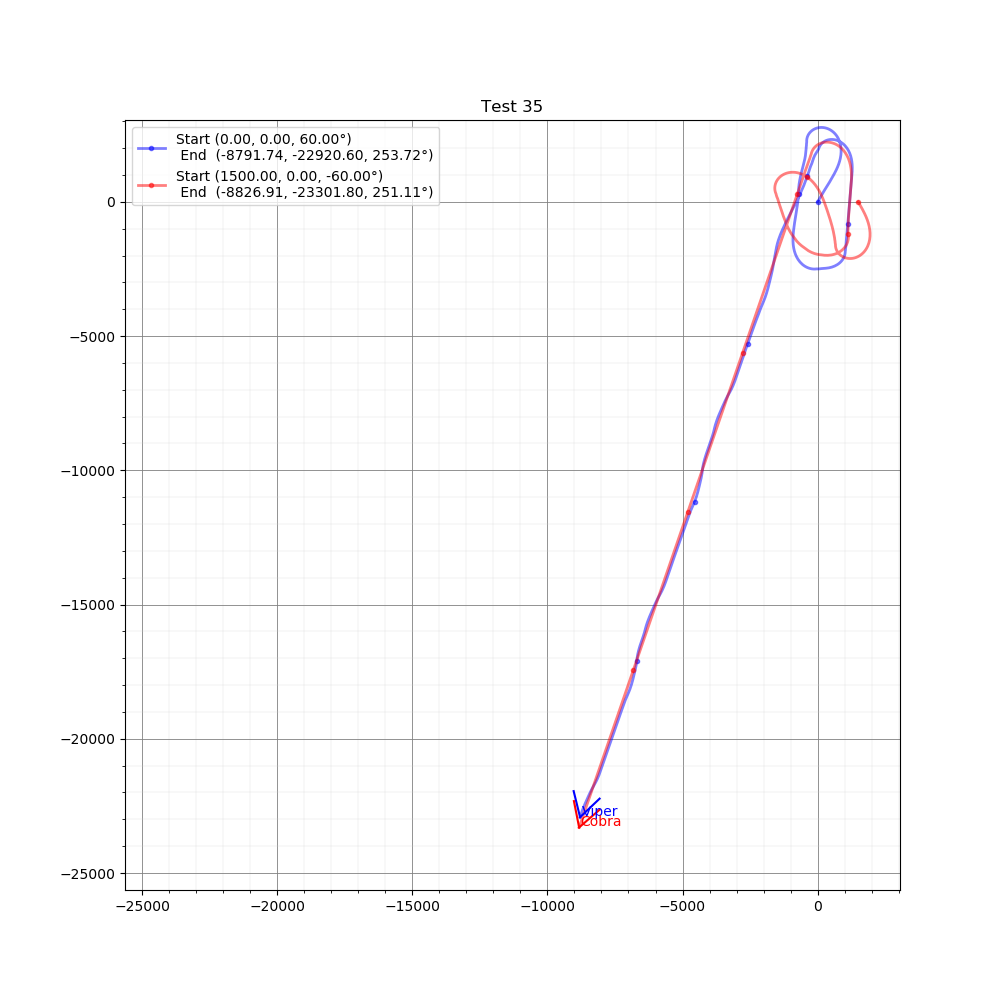 Test 35
Start (0.00, 0.00, 60.00°)
End (-8791.74, -22920.60, 253.72°)
Start (1500.00, 0.00, -60.00°)
End (-8826.91, -23301.80, 251.11°)
0
−5000
−10000
−15000
−20000
−25000
Viper
Cobra
−25000 −20000 −15000 −10000 −5000 0